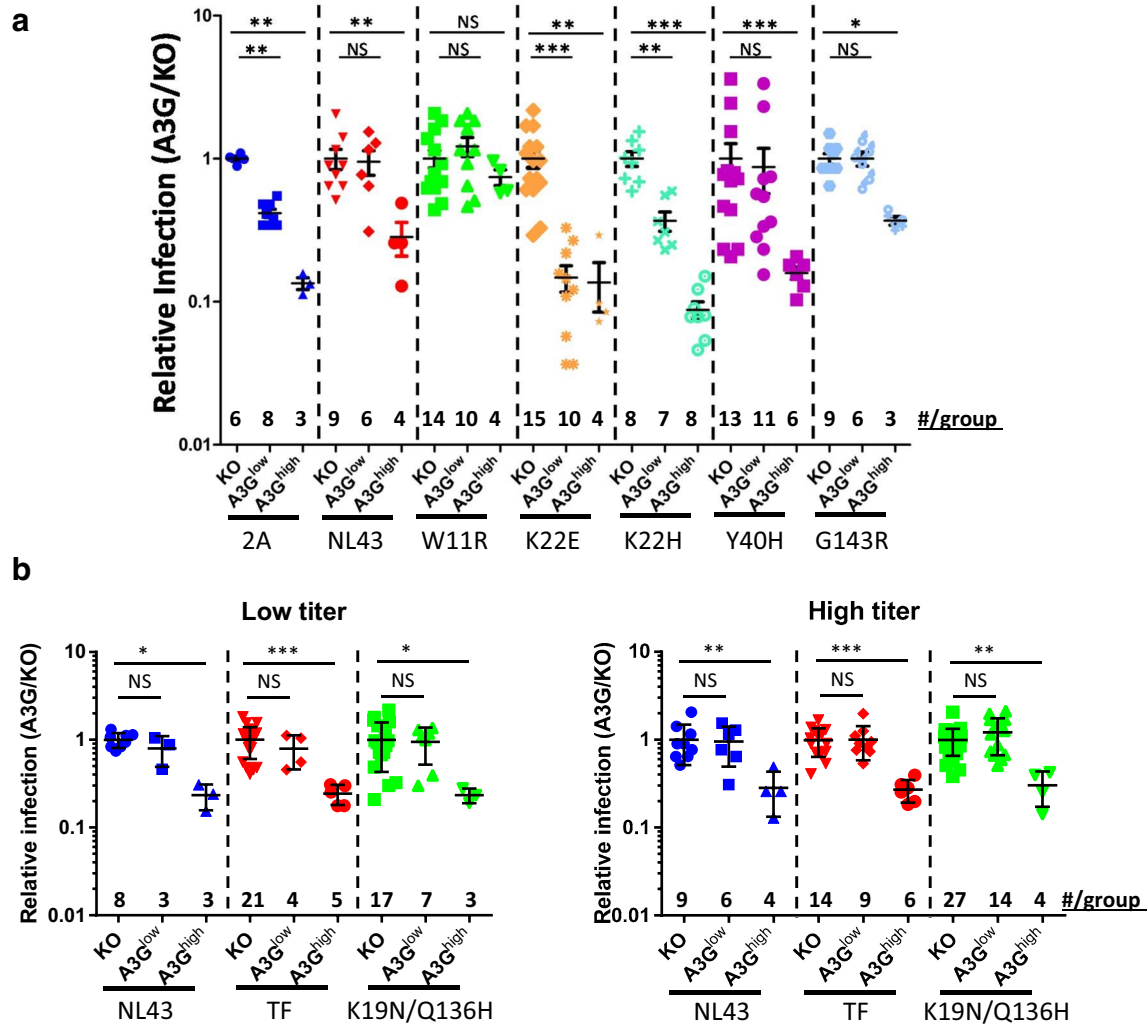 a
Relative Infection (A3G/KO)
10
1
0.1
0.01
** ** NS ** *** *** *
** NS NS *** ** NS NS
6 8 3 9 6 4 14 10 4 15 10 4 8 7 8 13 11 6 9 6 3 #/group
KO A3Glow A3Ghigh KO A3Glow A3Ghigh KO A3Glow A3Ghigh KO A3Glow A3Ghigh KO A3Glow A3Ghigh KO A3Glow A3Ghigh KO A3Glow A3Ghigh
2A NL43 W11R K22E K22H Y40H G143R
b
Low titer
Relative infection (A3G/KO)
10
1
0.1
0.01
* *** *
NS NS NS
8 3 3 21 4 5 17 7 3
KO A3Glow A3Ghigh KO A3Glow A3Ghigh KO A3Glow A3Ghigh
NL43 TF K19N/Q136H
High titer
Relative infection (A3G/KO)
10
1
0.1
0.01
** *** **
NS NS NS
9 6 4 14 9 6 27 14 4 #/group
KO A3Glow A3Ghigh KO A3Glow A3Ghigh KO A3Glow A3Ghigh
NL43 TF K19N/Q136H